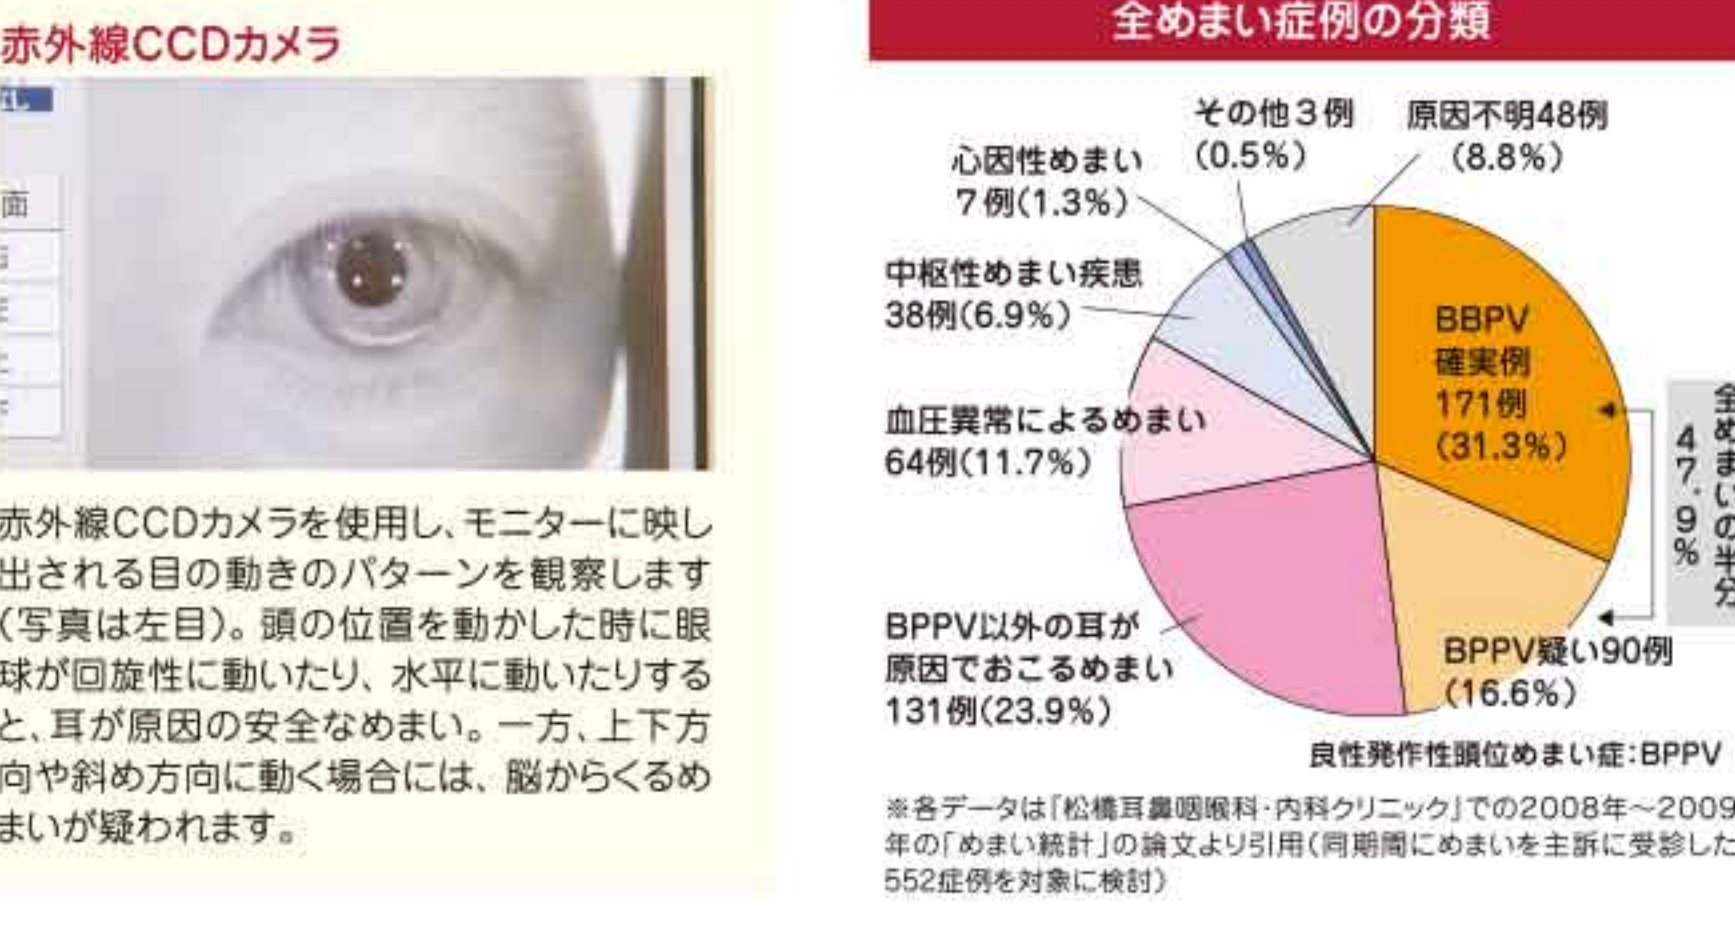 赤外線CCDカメラ
面
赤外線CCDカメラを使用し、モニターに映し
出される目の動きのパターンを観察します
(写真は左目)。頭の位置を動かした時に眼
球が回旋性に動いたり、水平に動いたりする
と、耳が原因の安全なめまい。一方、上下方
向や斜め方向に動く場合には、脳からくるめ
まいが疑われます。
全めまい症例の分類
その他3例
(0.5%)
原因不明48例
(8.8%)
心因性めまい
7例(1.3%)
中枢性めまい疾患
38例(6.9%)
血圧異常によるめまい
64例(11.7%)
BPPV以外の耳が
原因でおこるめまい
131例(23.9%)
BBPV
確実例
171例
(31.3%)
BPPV疑い90例
(16.6%)
全めまいの半分
47.9%
良性発作性頭位めまい症:BPPV
※各データは「松橋耳鼻咽喉科・内科クリニック」での2008年〜2009
年の「めまい統計」の論文より引用(同期間にめまいを主訴に受診した
552症例を対象に検討)